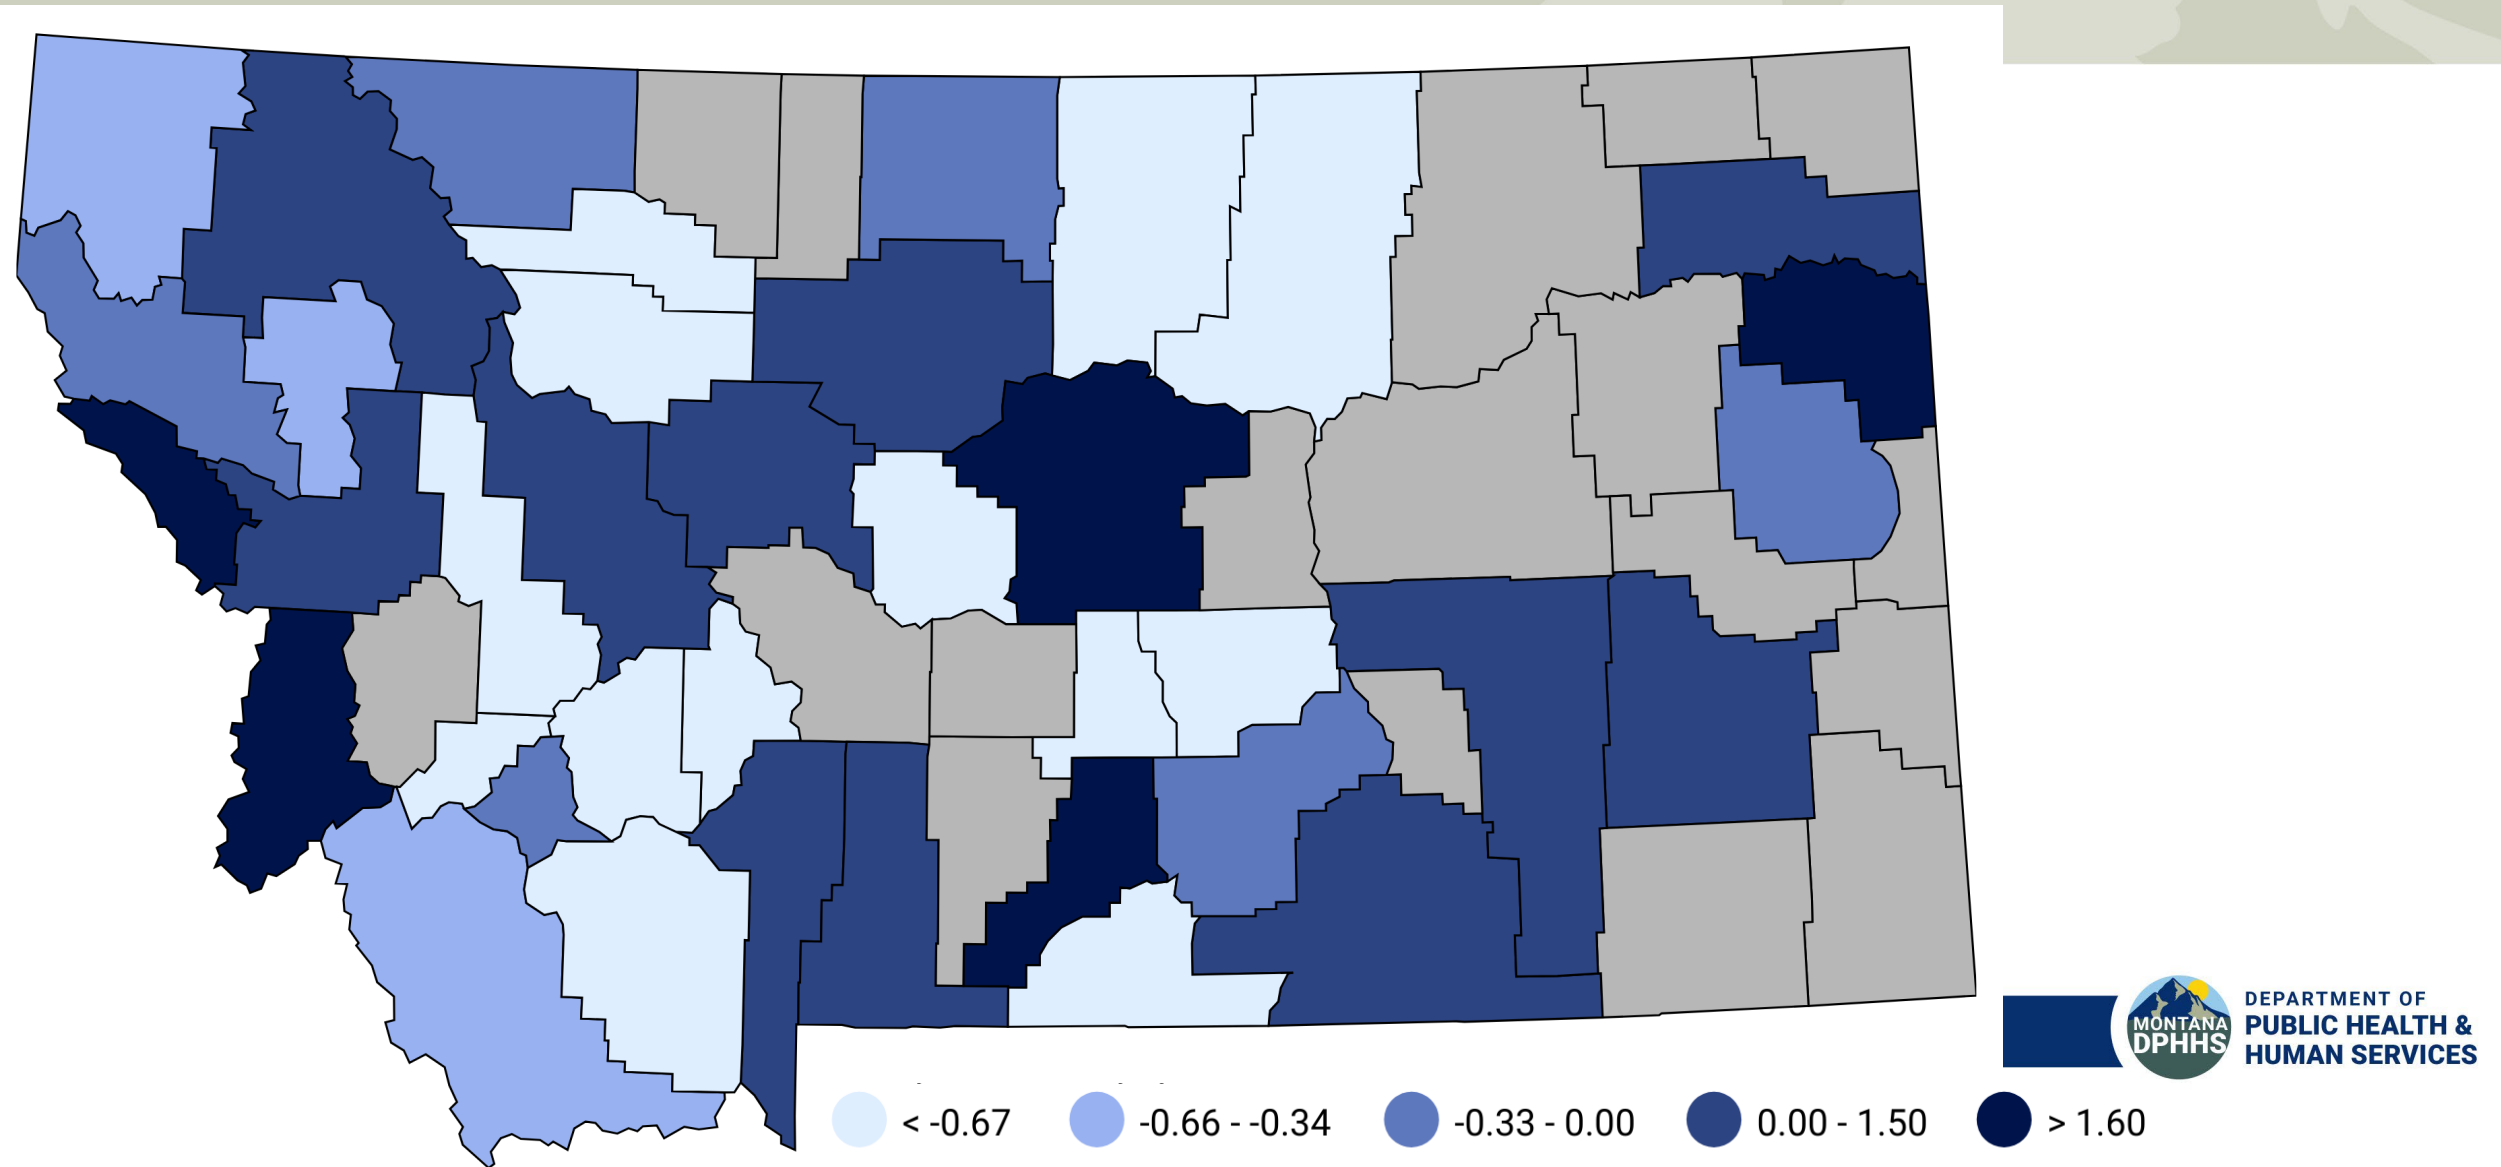 < -0.67
-0.66 - -0.34
-0.33 - 0.00
0.00 - 1.50
> 1.60
MONTANA
DPHHS
DEPARTMENT OF
PUBLIC HEALTH &
HUMAN SERVICES